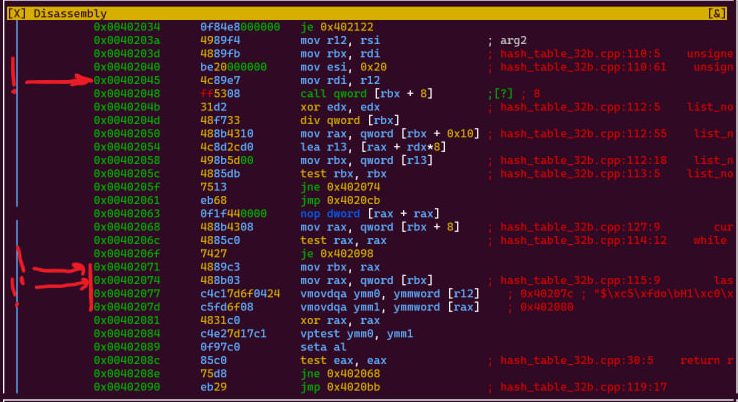 [X] Disassembly [&]
0x00402034 0f84e8000000 je 0x402122
0x0040203a 4989f4 mov r12, rsi ; arg2
0x0040203d 4889fb mov rbx, rdi ; hash_table_32b.cpp:110:5 unsigne
0x00402040 be20000000 mov esi, 0x20 ; hash_table_32b.cpp:110:61 unsign
0x00402045 4c89e7 mov rdi, r12
0x00402048 ff5308 call qword [rbx + 8] ;[?] ; 8
0x0040204b 31d2 xor edx, edx ; hash_table_32b.cpp:112:5 list_no
0x0040204d 48f733 div qword [rbx]
0x00402050 488b4310 mov rax, qword [rbx + 0x10] ; hash_table_32b.cpp:112:55 list_n
0x00402054 4c8d2cd0 lea r13, [rax + rdx*8]
0x00402058 498b5d00 mov rbx, qword [r13] ; hash_table_32b.cpp:112:18 list_n
0x0040205c 4885db test rbx, rbx ; hash_table_32b.cpp:113:5 list_no
0x0040205f 7513 jne 0x402074
0x00402061 eb68 jmp 0x4020cb
0x00402063 0f1f440000 nop dword [rax + rax]
0x00402068 488b4308 mov rax, qword [rbx + 8] ; hash_table_32b.cpp:127:9 cur
0x0040206c 4885c0 test rax, rax ; hash_table_32b.cpp:114:12 while
0x0040206f 7427 je 0x402098
0x00402071 4889c3 mov rbx, rax
0x00402074 488b03 mov rax, qword [rbx] ; hash_table_32b.cpp:115:9 las
0x00402077 c4c17d6f0424 vmovdqa ymm0, ymmword [r12] ; 0x40207c ; "$\xc5\xfdo\bH1\xc0\x
0x0040207d c5fd6f08 vmovdqa ymm1, ymmword [rax] ; 0x402080
0x00402081 4831c0 xor rax, rax
0x00402084 c4e27d17c1 vptest ymm0, ymm1
0x00402089 0f97c0 seta al
0x0040208c 85c0 test eax, eax ; hash_table_32b.cpp:30:5 return r
0x0040208e 75d8 jne 0x402068
0x00402090 eb29 jmp 0x4020bb ; hash_table_32b.cpp:119:17